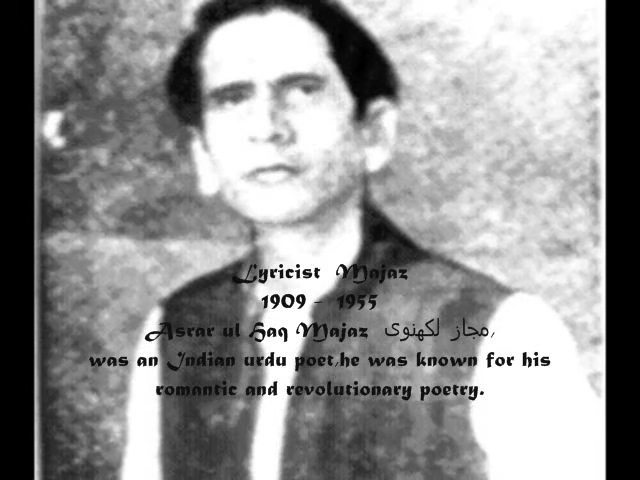 Lyricist Majaz
1909 - 1955
Asrar ul Haq Majaz مجاز لکھنوی,
was an Indian urdu poet,he was known for his
romantic and revolutionary poetry.